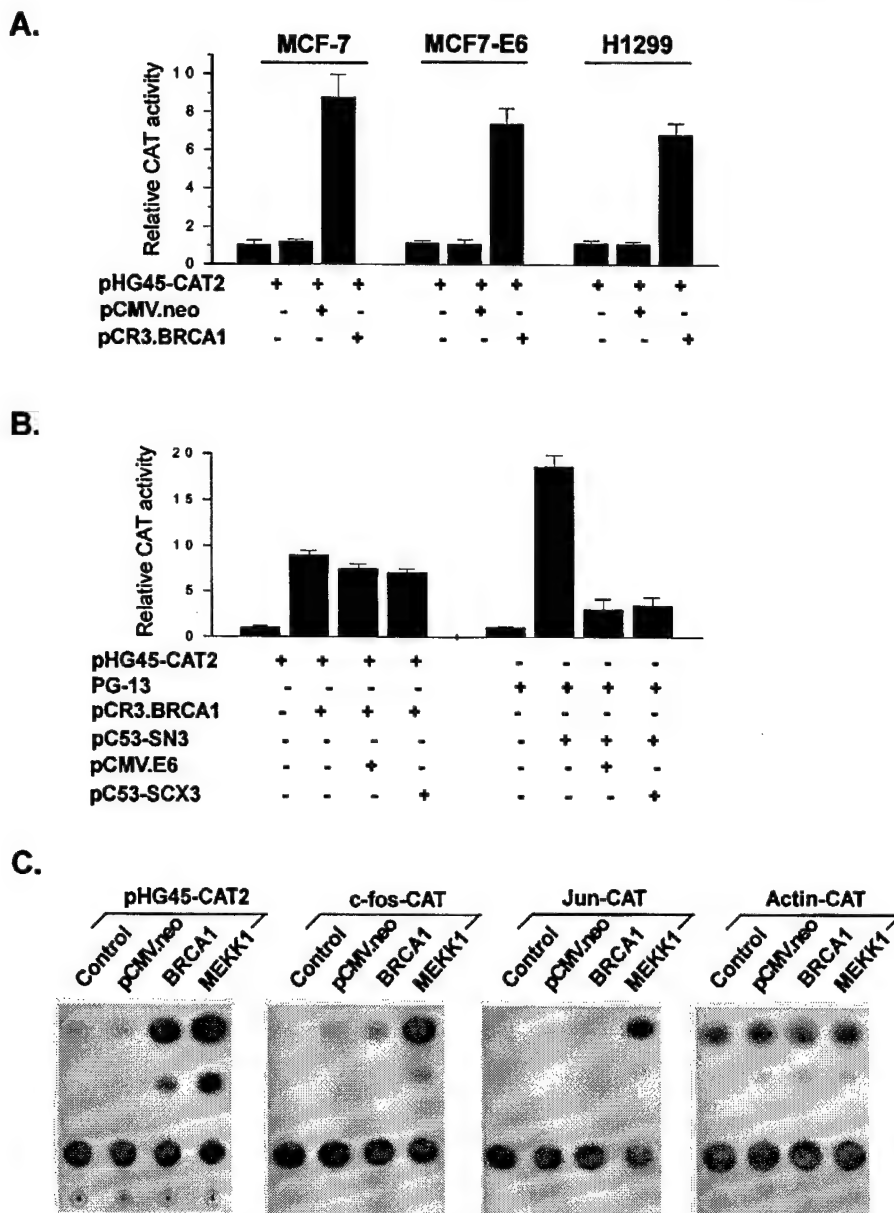 A.
MCF-7 MCF7-E6 H1299
Relative CAT activity
10
8
6
4
2
0
pHG45-CAT2 + + + + + + + + +
pCMV.neo - + - - + - - + -
pCR3.BRCA1 - - + - - + - - +
B.
Relative CAT activity
20
15
10
5
0
pHG45-CAT2 + + + + - - - -
PG-13 - - - - + + + +
pCR3.BRCA1 - + + + - - - -
pC53-SN3 - - - - - + + +
pCMV.E6 - - + - - - + -
pC53-SCX3 - - - + - - - +
C.
pHG45-CAT2 c-fos-CAT Jun-CAT Actin-CAT
Control pCMV.neo BRCA1 MEKK1 Control pCMV.neo BRCA1 MEKK1 Control pCMV.neo BRCA1 MEKK1 Control pCMV.neo BRCA1 MEKK1